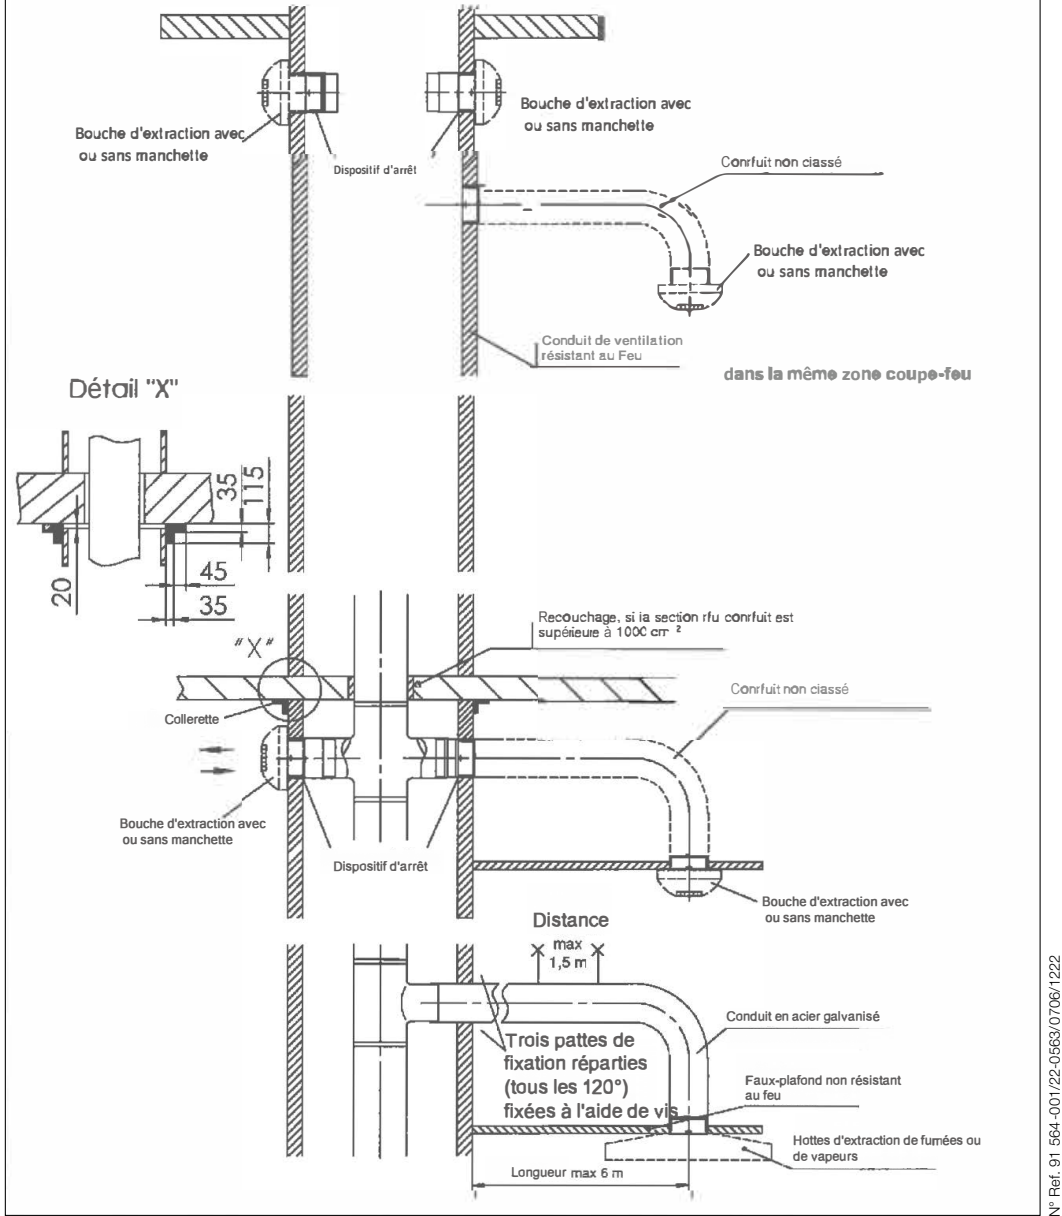 Bouche d'extraction avec
ou sans manchette
Dispositif d'arrêt
Bouche d'extraction avec
ou sans manchette
Conrfuit non ciassé
Bouche d'extraction avec
ou sans manchette
Conduit de ventilation
résistant au Feu
dans la même zone coupe-feu
Détail "X"
35
115
20
45
35
Recouchage, si ia section rfu conrfuit est
supérieure à 1000 cm ²
"X"
Collerette
Conrfuit non classé
Bouche d'extraction avec
ou sans manchette
Dispositif d'arrêt
Bouche d'extraction avec
ou sans manchette
Distance
max
1,5 m
Trois pattes de
fixation réparties
(tous les 120°)
fixées à l'aide de vis
Conduit en acier galvanisé
Faux-plafond non résistant
au feu
Hottes d'extraction de fumées ou
de vapeurs
Longueur max 6 m
N° Ref. 91 564-001/22-0563/0706/1222